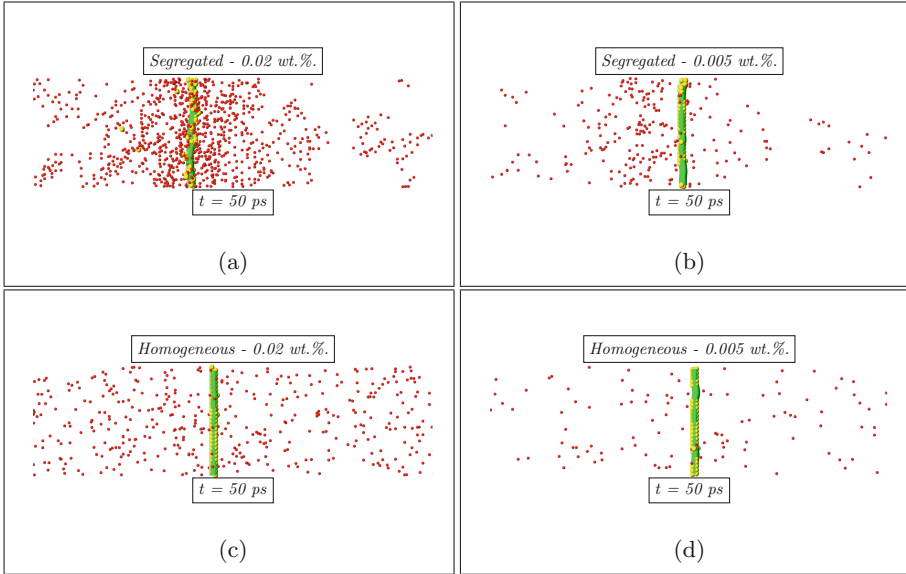 Segregated - 0.02 wt.%.
t = 50 ps
(a)
Segregated - 0.005 wt.%.
t = 50 ps
(b)
Homogeneous - 0.02 wt.%.
t = 50 ps
(c)
Homogeneous - 0.005 wt.%.
t = 50 ps
(d)